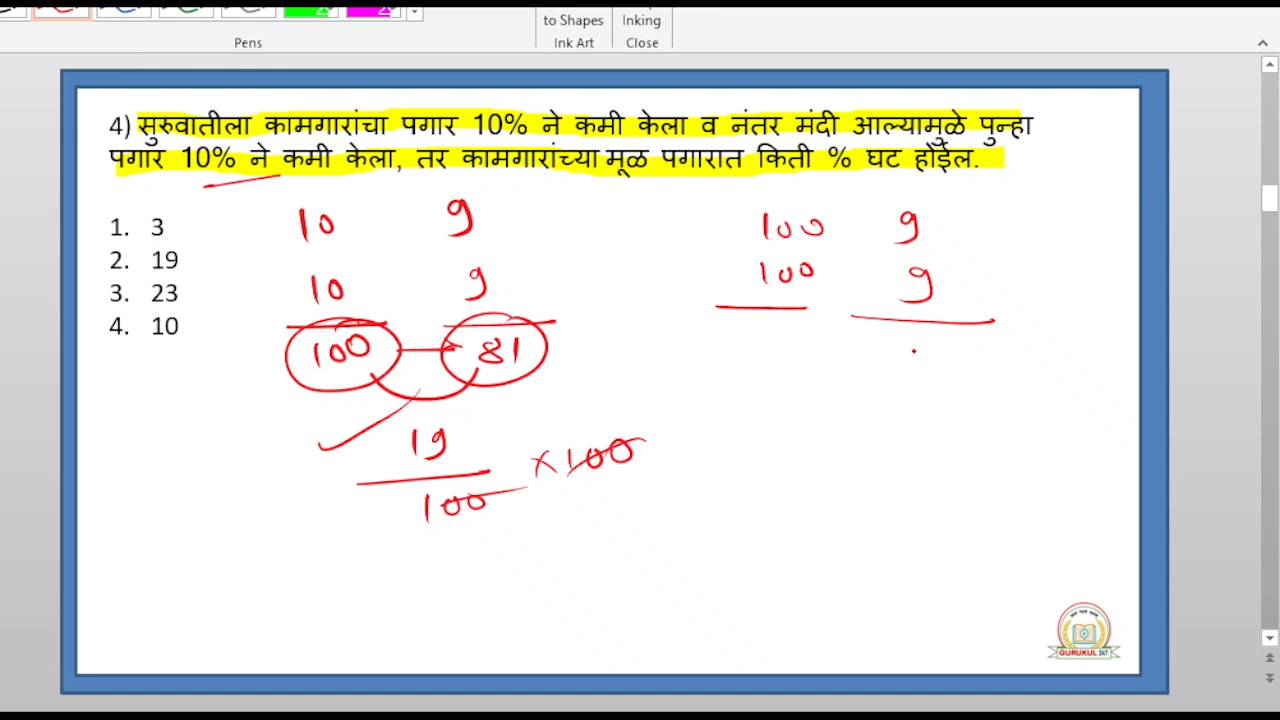 to Shapes
Inking
Pens
Ink Art
Close
4) सुरुवातीला कामगारांचा पगार 10% ने कमी केला व नंतर मंदी आल्यामुळे पुन्हा
पगार 10% ने कमी केला, तर कामगारांच्या मूळ पगारात किती % घट होईल.
1. 3
2. 19
3. 23
4. 10
10 9
10 9
100 81
19
100
×100
100 9
100 9
GURUKUL 247